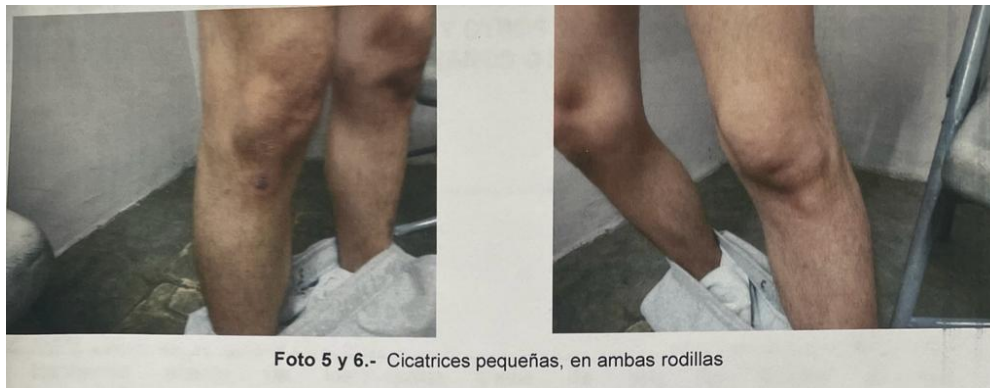 Foto 5 y 6.- Cicatrices pequeñas, en ambas rodillas